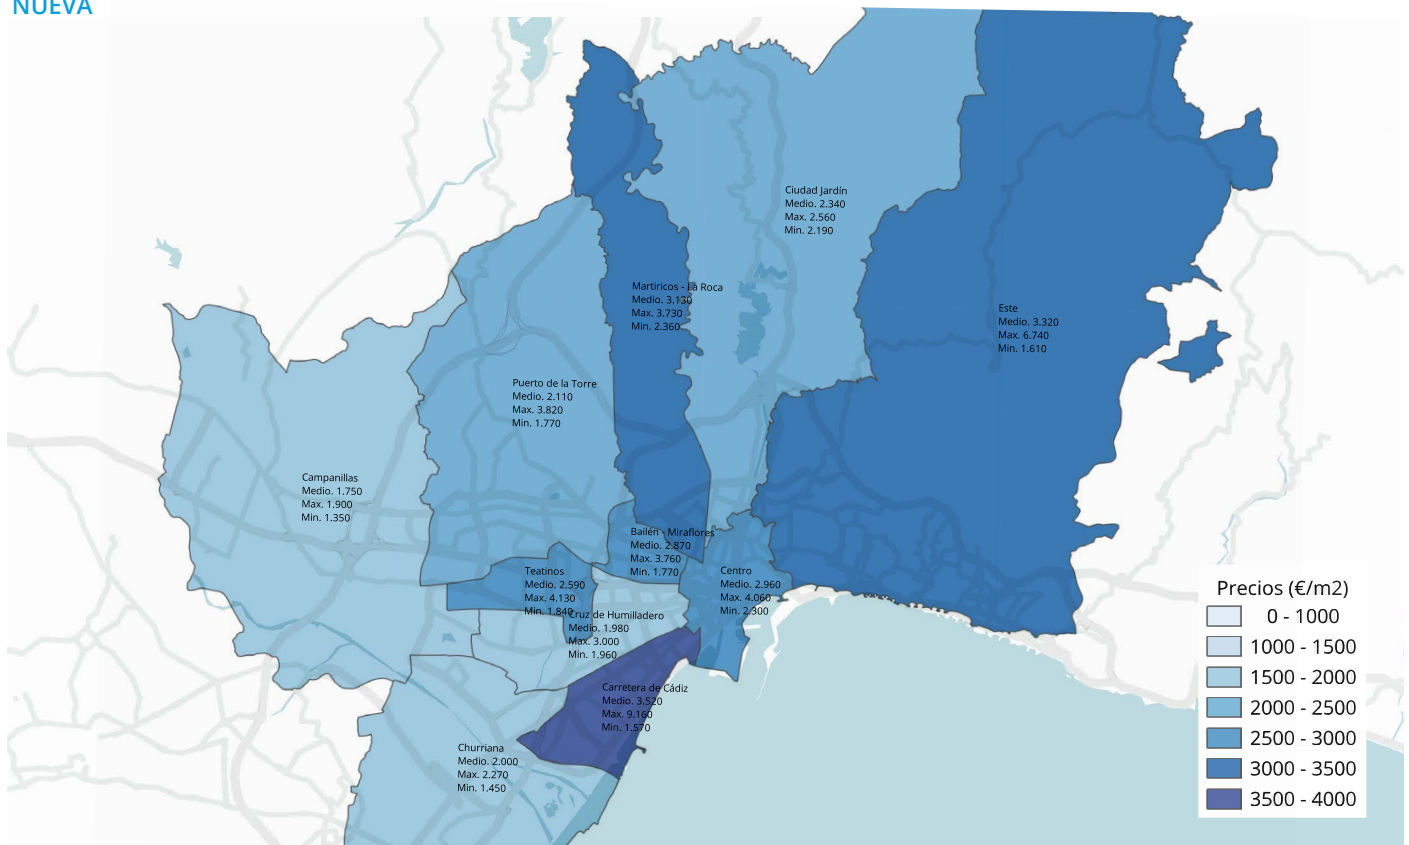 NUEVA
Ciudad Jardín
Medio. 2.340
Max. 2.560
Min. 2.190
Martiricos - La Roca
Medio. 3.130
Max. 3.730
Min. 2.360
Este
Medio. 3.320
Max. 6.740
Min. 1.610
Puerto de la Torre
Medio. 2.110
Max. 3.820
Min. 1.770
Campanillas
Medio. 1.750
Max. 1.900
Min. 1.350
Bailén - Miraflores
Medio. 2.870
Max. 3.760
Min. 1.770
Teatinos
Medio. 2.590
Max. 4.130
Min. 1.840
Centro
Medio. 2.960
Max. 4.060
Min. 2.300
Cruz de Humilladero
Medio. 1.980
Max. 3.000
Min. 1.960
Carretera de Cádiz
Medio. 3.520
Max. 9.160
Min. 1.570
Churriana
Medio. 2.000
Max. 2.270
Min. 1.450
Precios (€/m2)
0 - 1000
1000 - 1500
1500 - 2000
2000 - 2500
2500 - 3000
3000 - 3500
3500 - 4000